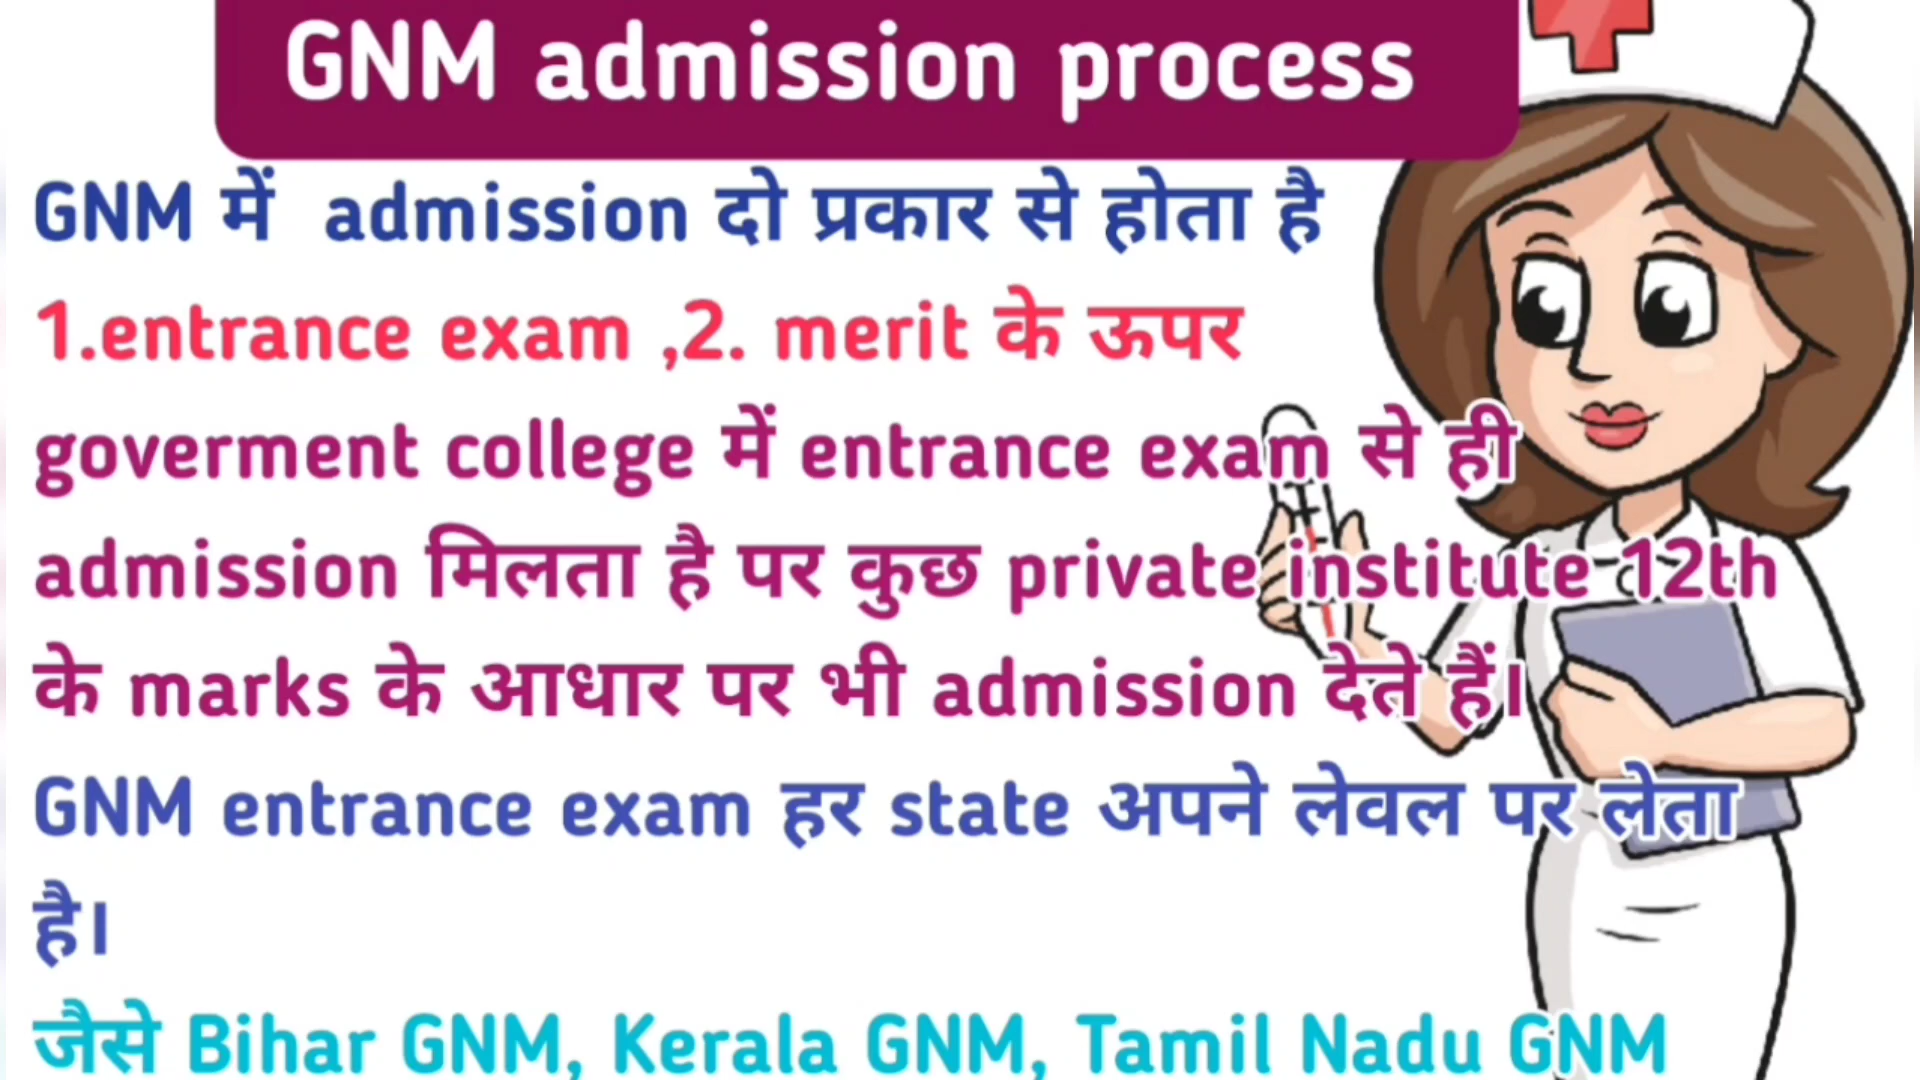 GNM admission process
GNM में admission दो प्रकार से होता है
1.entrance exam ,2. merit के ऊपर
goverment college में entrance exam से ही
admission मिलता है पर कुछ private institute 12th
के marks के आधार पर भी admission देते हैं।
GNM entrance exam हर state अपने लेवल पर लेता
है।
जैसे Bihar GNM, Kerala GNM, Tamil Nadu GNM